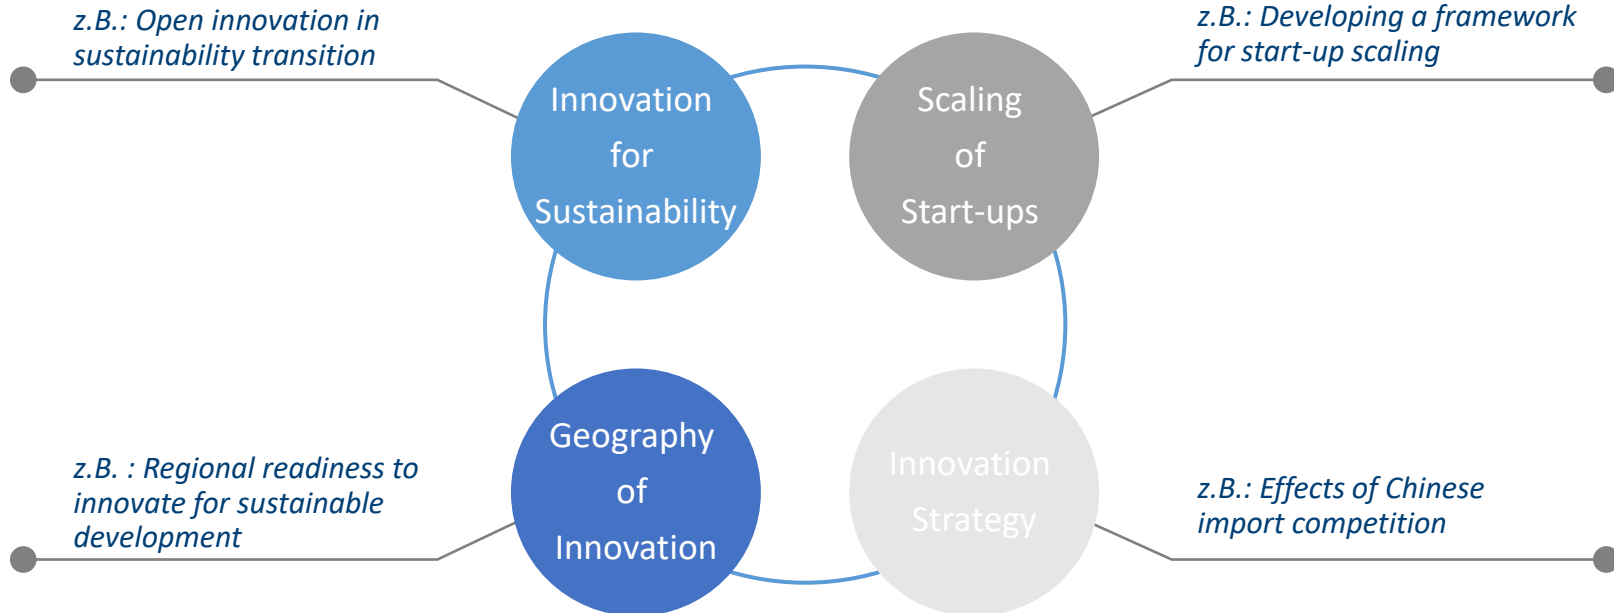 z.B.: Open innovation in
sustainability transition
Innovation
for
Sustainability
Scaling
of
Start-ups
z.B.: Developing a framework
for start-up scaling
z.B. : Regional readiness to
innovate for sustainable
development
Geography
of
Innovation
Innovation
Strategy
z.B.: Effects of Chinese
import competition